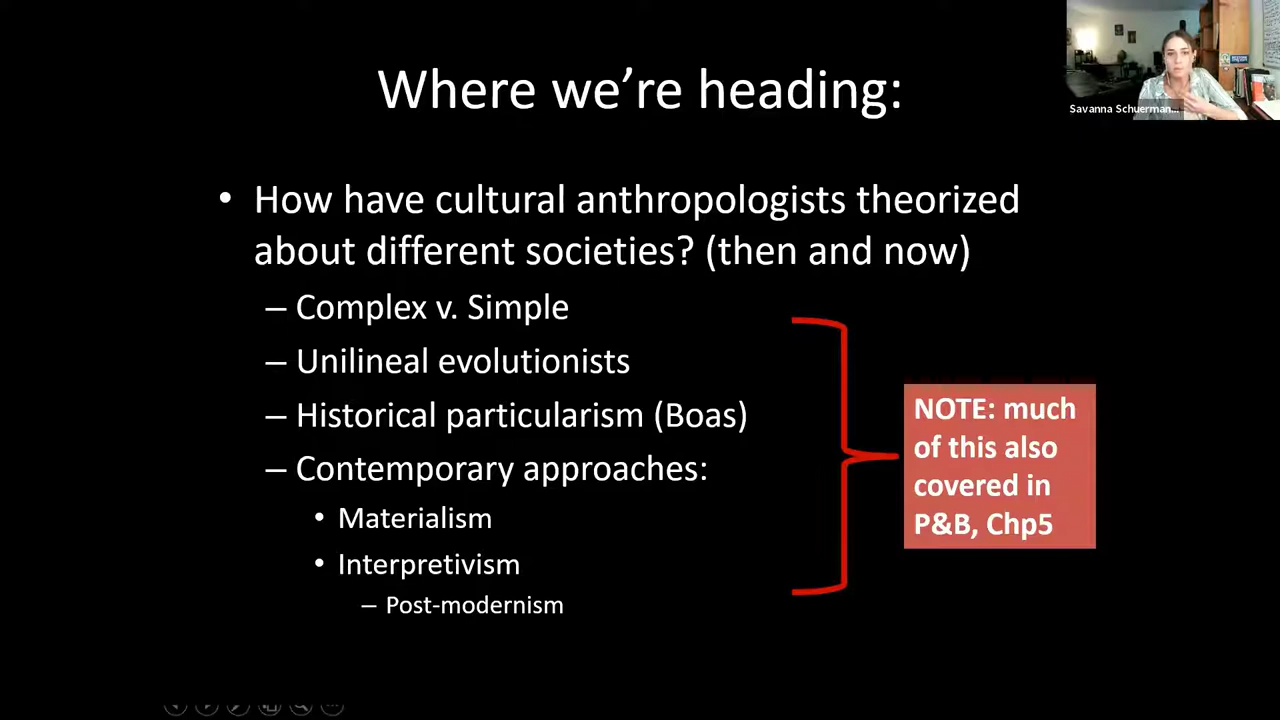 Where we’re heading:
Savanna Schuerman...
• How have cultural anthropologists theorized
about different societies? (then and now)
– Complex v. Simple
– Unilineal evolutionists
– Historical particularism (Boas)
– Contemporary approaches:
• Materialism
• Interpretivism
– Post-modernism
NOTE: much
of this also
covered in
P&B, Chp5